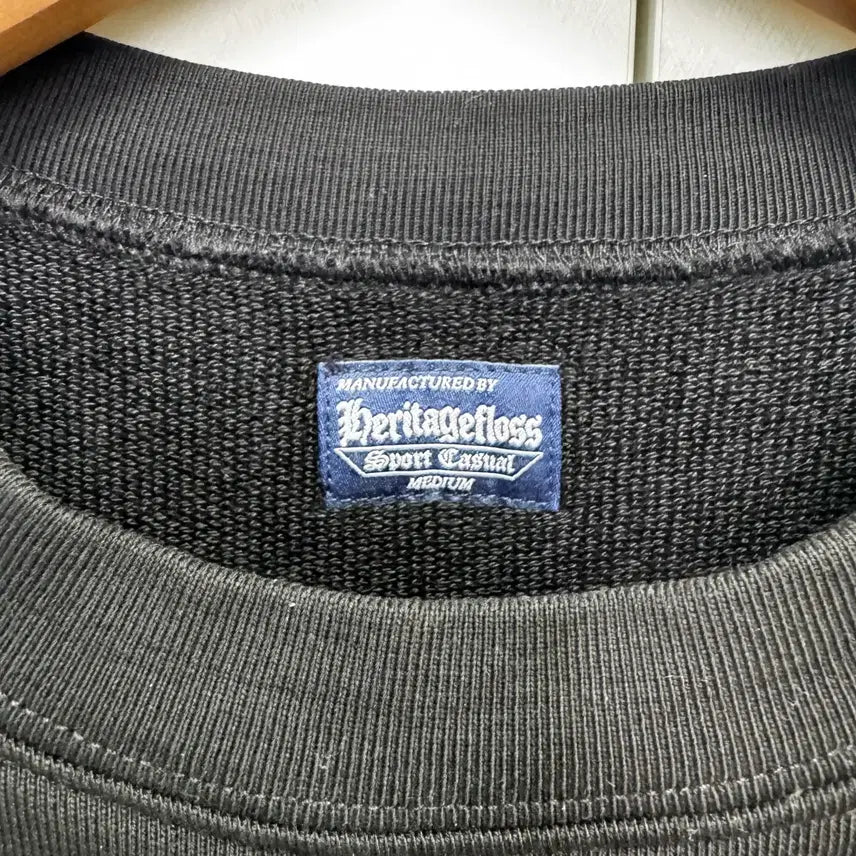 MANUFACTURED BY
Heritagefloss
Sport Casual
MEDIUM